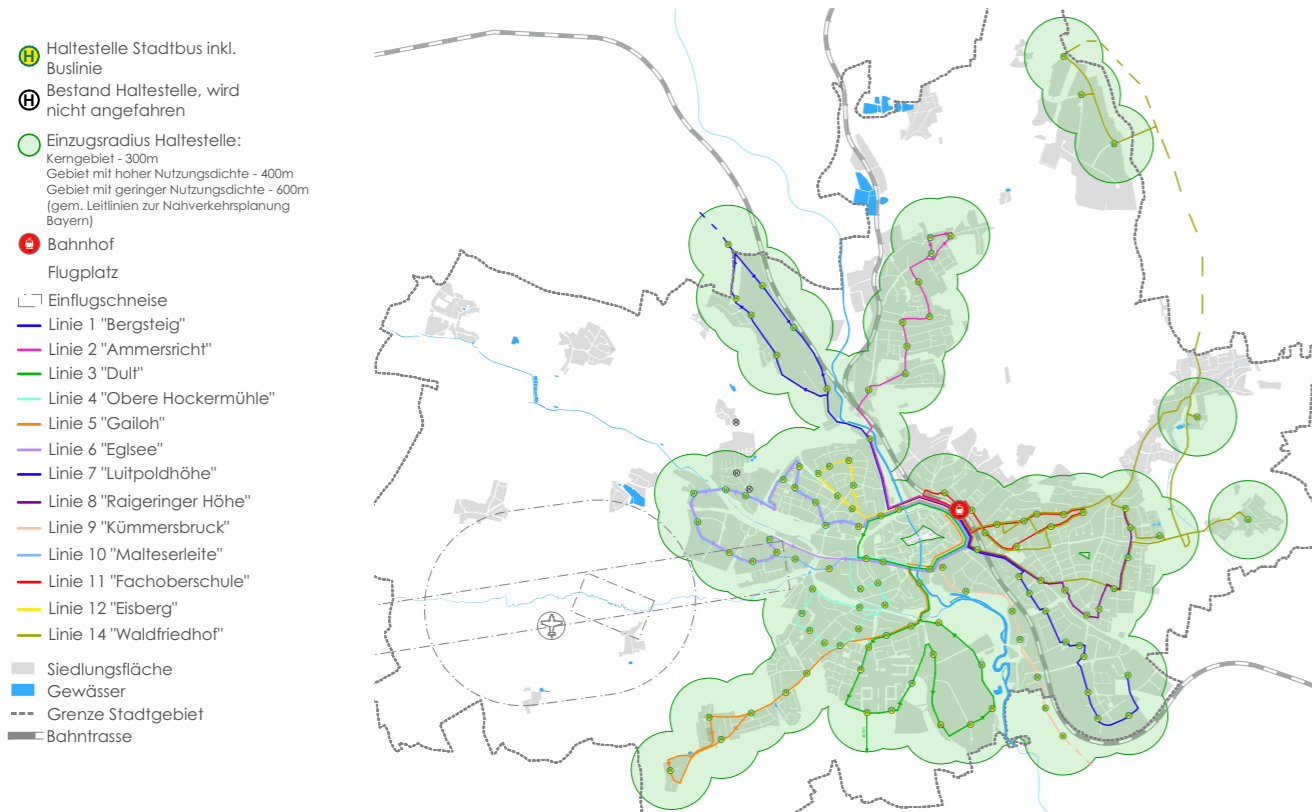 H Haltestelle Stadtbus inkl.
Buslinie
H Bestand Haltestelle, wird
nicht angefahren
Einzugsradius Haltestelle:
Kerngebiet - 300m
Gebiet mit hoher Nutzungsdichte - 400m
Gebiet mit geringer Nutzungsdichte - 600m
(gem. Leitlinien zur Nahverkehrsplanung
Bayern)
Bahnhof
Flugplatz
Einflugschneise
Linie 1 "Bergsteig"
Linie 2 "Ammersricht"
Linie 3 "Dult"
Linie 4 "Obere Hockermühle"
Linie 5 "Gailoh"
Linie 6 "Eglsee"
Linie 7 "Luitpoldhöhe"
Linie 8 "Raigeringer Höhe"
Linie 9 "Kümmersbruck"
Linie 10 "Malteserleite"
Linie 11 "Fachoberschule"
Linie 12 "Eisberg"
Linie 14 "Waldfriedhof"
Siedlungsfläche
Gewässer
Grenze Stadtgebiet
Bahntrasse